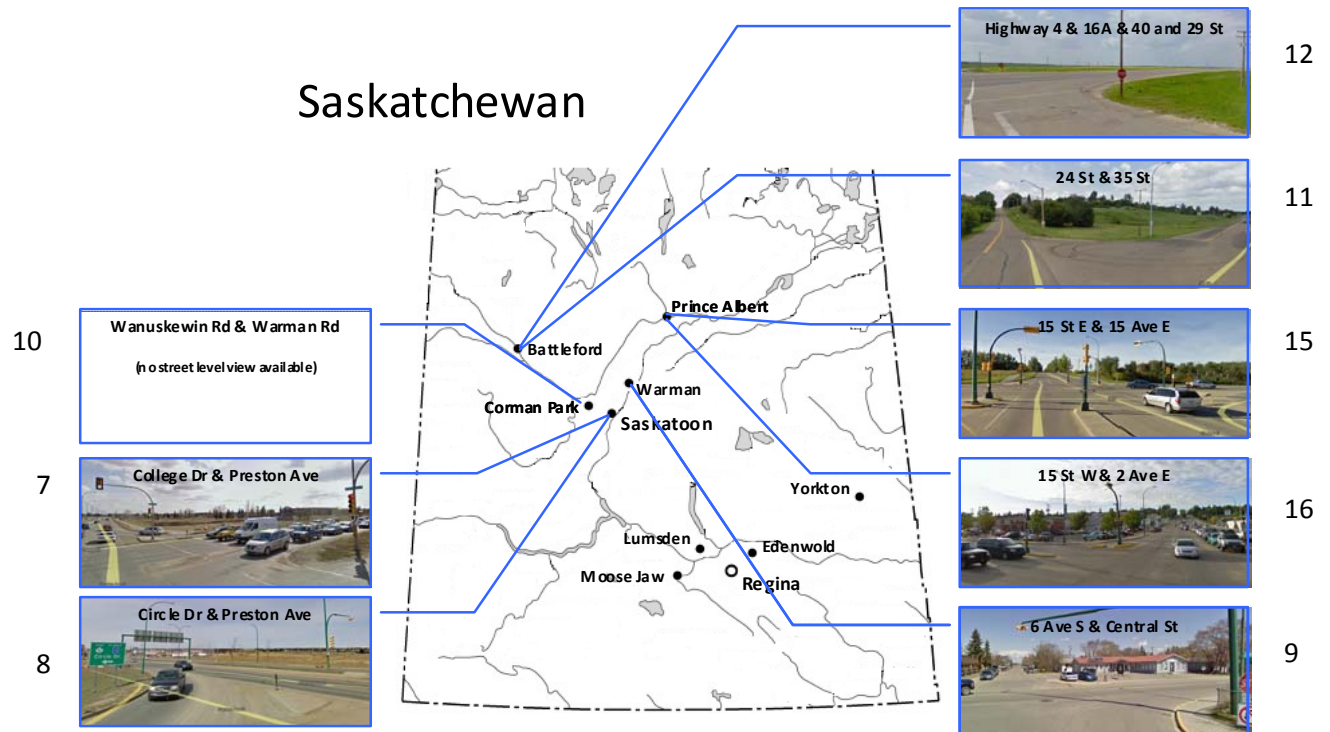 Saskatchewan
Highway 4 & 16A & 40 and 29 St
12
24 St & 35 St
11
Prince Albert
15 St E & 15 Ave E
15
10
Wanuskewin Rd & Warman Rd
(no street level view available)
Battleford
Warman
Corman Park
Saskatoon
College Dr & Preston Ave
7
15 St W & 2 Ave E
16
Yorkton
Lumsden
Edenwold
Moose Jaw
Regina
Circle Dr & Preston Ave
8
Circle Dr
6 Ave S & Central St
9